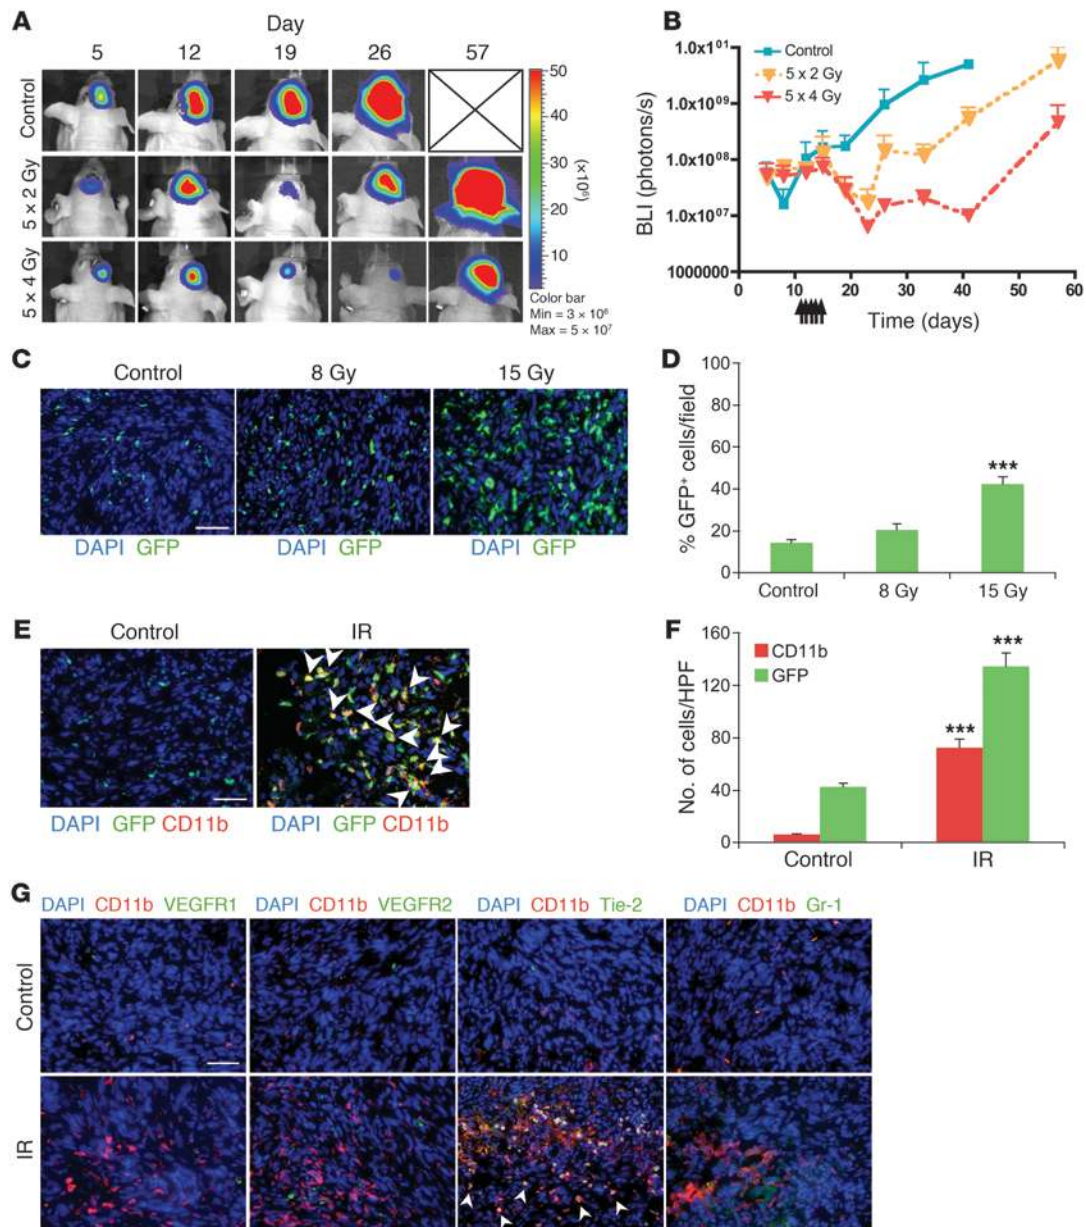 A
Day
5 12 19 26 57
Control
5 × 2 Gy
5 × 4 Gy
50
40
30
20
10
(×10⁶)
Color bar
Min = 3 × 10⁶
Max = 5 × 10⁷
B
Control
5 x 2 Gy
5 x 4 Gy
1.0x10¹
1.0x10⁰⁹
1.0x10⁰⁸
1.0x10⁰⁷
1000000
BLI (photons/s)
0 10 20 30 40 50 60
Time (days)
C
Control 8 Gy 15 Gy
DAPI GFP DAPI GFP DAPI GFP
D
100
80
60
40
20
0
% GFP⁺ cells/field
***
Control 8 Gy 15 Gy
E
Control IR
DAPI GFP CD11b DAPI GFP CD11b
F
160
120
80
40
0
No. of cells/HPF
CD11b
GFP
***
***
Control IR
G
DAPI CD11b VEGFR1 DAPI CD11b VEGFR2 DAPI CD11b Tie-2 DAPI CD11b Gr-1
Control
IR